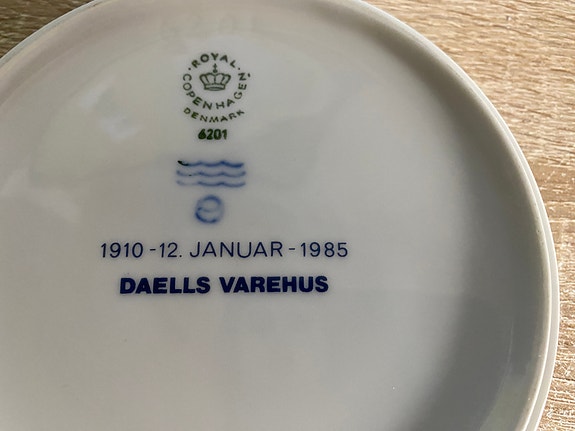 · ROYAL ·
COPENHAGEN
DENMARK
6201
1910 - 12. JANUAR - 1985
DAELLS VAREHUS